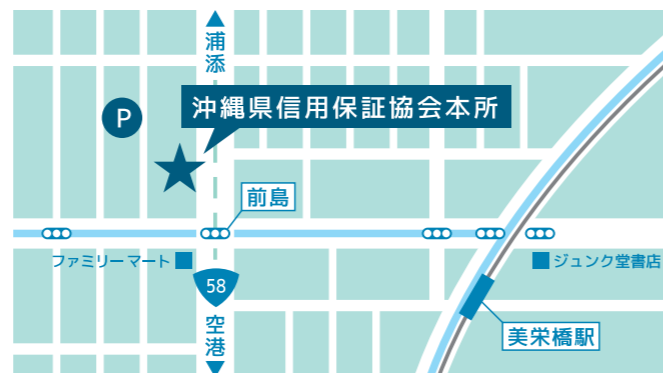 浦添
P
沖縄県信用保証協会本所
前島
ファミリーマート
ジュンク堂書店
58
美栄橋駅
空港